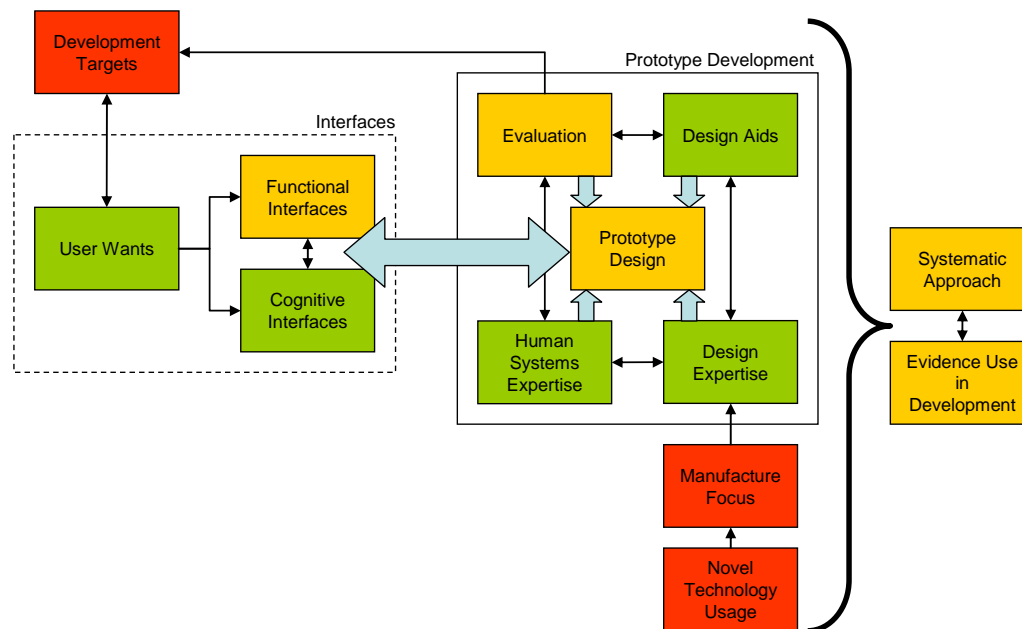 Development
Targets
Prototype Development
Interfaces
Evaluation
Design Aids
Functional
Interfaces
User Wants
Prototype
Design
Cognitive
Interfaces
Human
Systems
Expertise
Design
Expertise
Systematic
Approach
Evidence Use
in
Development
Manufacture
Focus
Novel
Technology
Usage